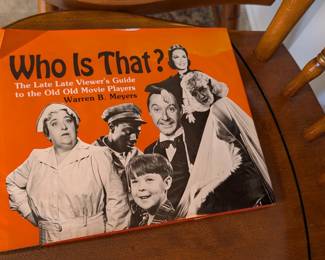 Who Is That?
The Late Late Viewer's Guide
to the Old Old Movie Players
Warren B. Meyers